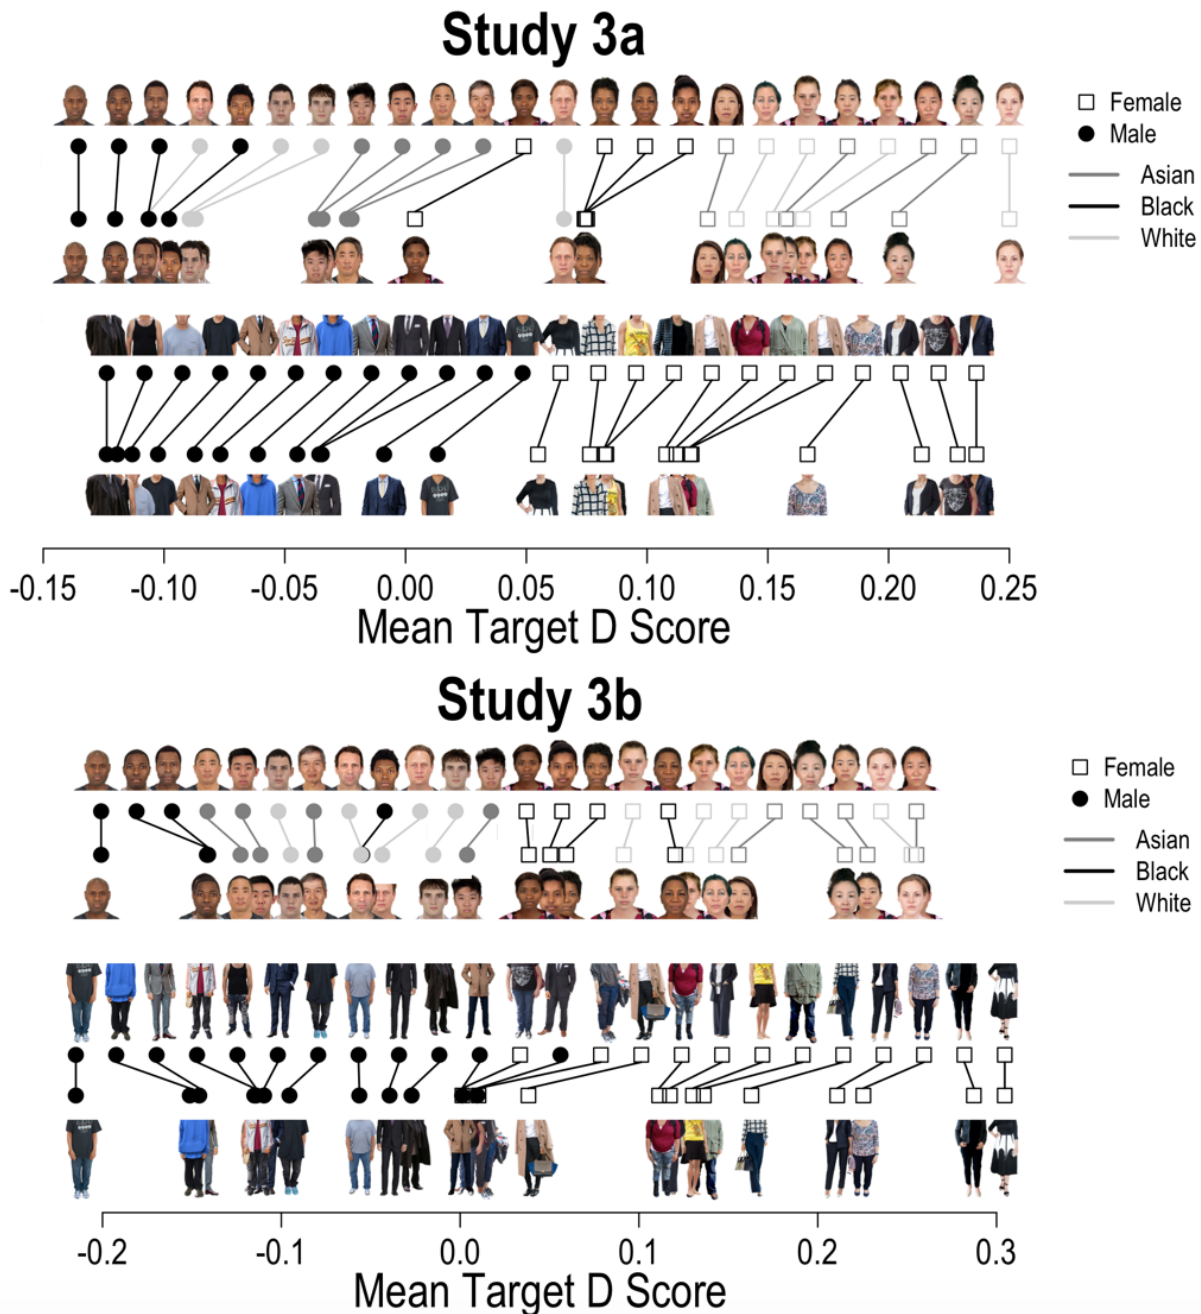 Study 3a
Female
Male
Asian
Black
White
-0.15 -0.10 -0.05 0.00 0.05 0.10 0.15 0.20 0.25
Mean Target D Score
Study 3b
Female
Male
Asian
Black
White
-0.2 -0.1 0.0 0.1 0.2 0.3
Mean Target D Score